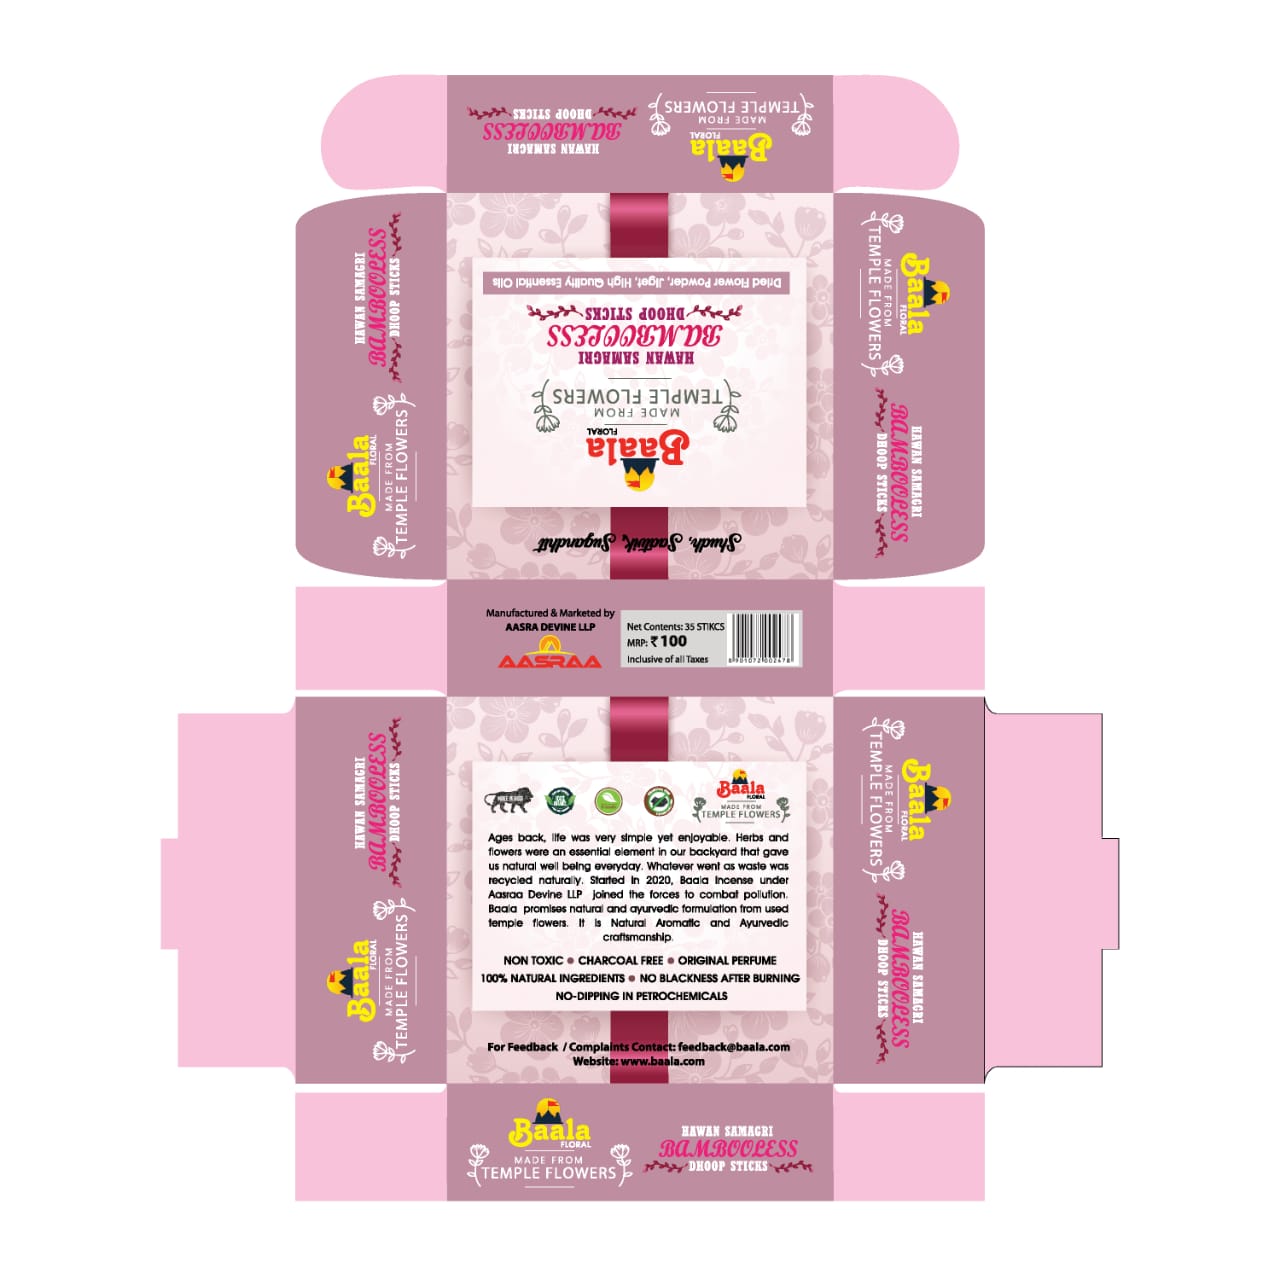 HAWAN SAMAGRI
BAMBOOLESS
DHOOP STICKS
Baala
FLORAL
MADE FROM
TEMPLE FLOWERS
HAWAN SAMAGRI
BAMBOOLESS
DHOOP STICKS
Baala
FLORAL
MADE FROM
TEMPLE FLOWERS
Shudh, Saatvik, Sugandhit
Baala
FLORAL
MADE FROM
TEMPLE FLOWERS
HAWAN SAMAGRI
BAMBOOLESS
DHOOP STICKS
Dried Flower Powder, Jiget, High Quality Essential Oils
Baala
FLORAL
MADE FROM
TEMPLE FLOWERS
HAWAN SAMAGRI
BAMBOOLESS
DHOOP STICKS
Manufactured & Marketed by
AASRA DEVINE LLP
AASRAA
Net Contents: 35 STIKCS
MRP: ₹ 100
Inclusive of all Taxes
8 901072 002478
HAWAN SAMAGRI
BAMBOOLESS
DHOOP STICKS
Baala
FLORAL
MADE FROM
TEMPLE FLOWERS
Baala
FLORAL
MADE FROM
TEMPLE FLOWERS
Ages back, life was very simple yet enjoyable. Herbs and
flowers were an essential element in our backyard that gave
us natural well being everyday. Whatever went as waste was
recycled naturally. Started in 2020, Baala Incense under
Aasraa Devine LLP joined the forces to combat pollution.
Baala promises natural and ayurvedic formulation from used
temple flowers. It is Natural Aromatic and Ayurvedic
craftsmanship.
NON TOXIC ● CHARCOAL FREE ● ORIGINAL PERFUME
100% NATURAL INGREDIENTS ● NO BLACKNESS AFTER BURNING
NO-DIPPING IN PETROCHEMICALS
For Feedback / Complaints Contact: feedback@baala.com
Website: www.baala.com
Baala
FLORAL
MADE FROM
TEMPLE FLOWERS
HAWAN SAMAGRI
BAMBOOLESS
DHOOP STICKS
Baala
FLORAL
MADE FROM
TEMPLE FLOWERS
HAWAN SAMAGRI
BAMBOOLESS
DHOOP STICKS